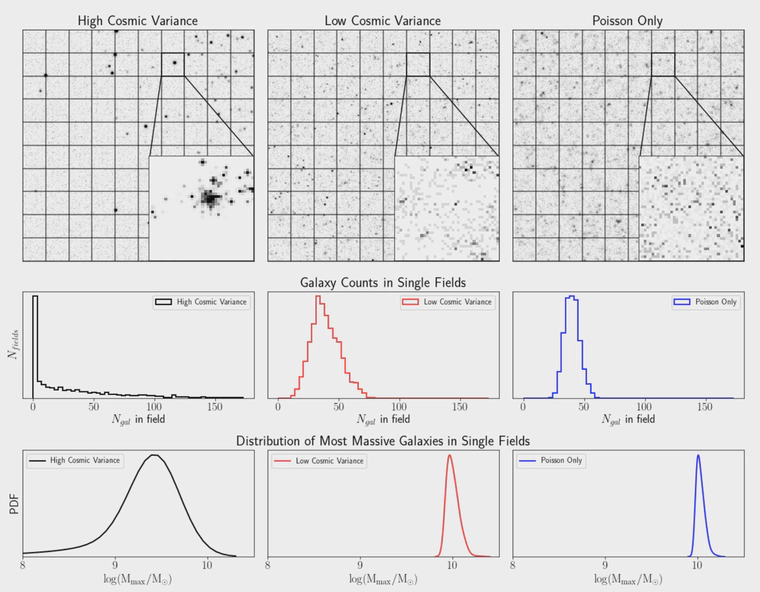 High Cosmic Variance
Low Cosmic Variance
Poisson Only
Galaxy Counts in Single Fields
N_fields
High Cosmic Variance
Low Cosmic Variance
Poisson Only
0 50 100 150
0 50 100 150
0 50 100 150
N_gal in field
N_gal in field
N_gal in field
Distribution of Most Massive Galaxies in Single Fields
PDF
High Cosmic Variance
Low Cosmic Variance
Poisson Only
8 9 10
8 9 10
8 9 10
log(M_max/M_☉)
log(M_max/M_☉)
log(M_max/M_☉)